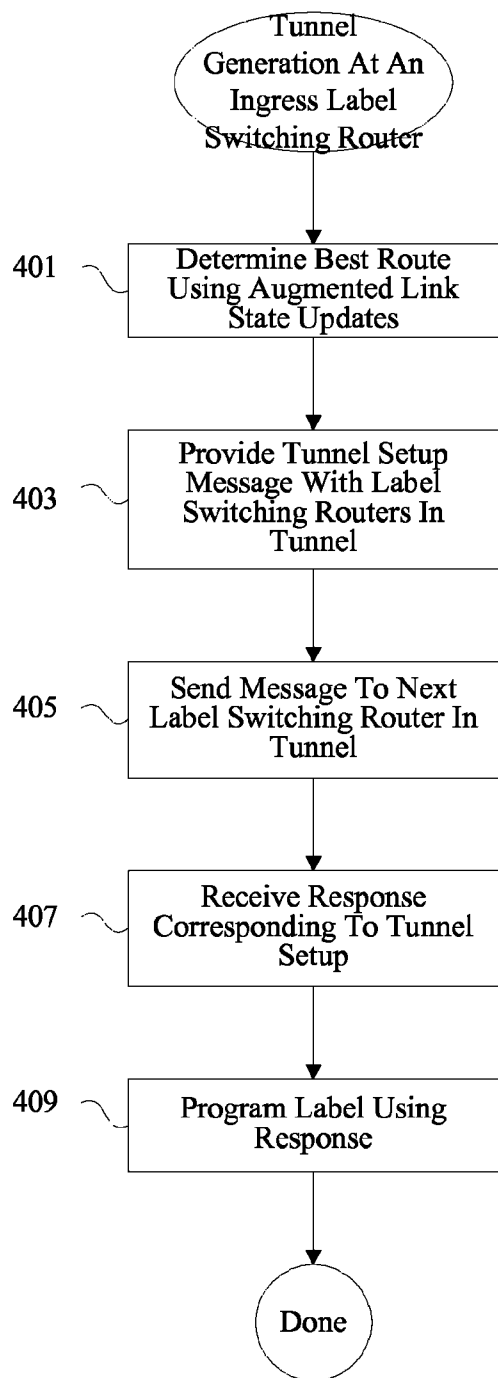 Tunnel
Generation At An
Ingress Label
Switching Router
401
Determine Best Route
Using Augmented Link
State Updates
403
Provide Tunnel Setup
Message With Label
Switching Routers In
Tunnel
405
Send Message To Next
Label Switching Router In
Tunnel
407
Receive Response
Corresponding To Tunnel
Setup
409
Program Label Using
Response
Done